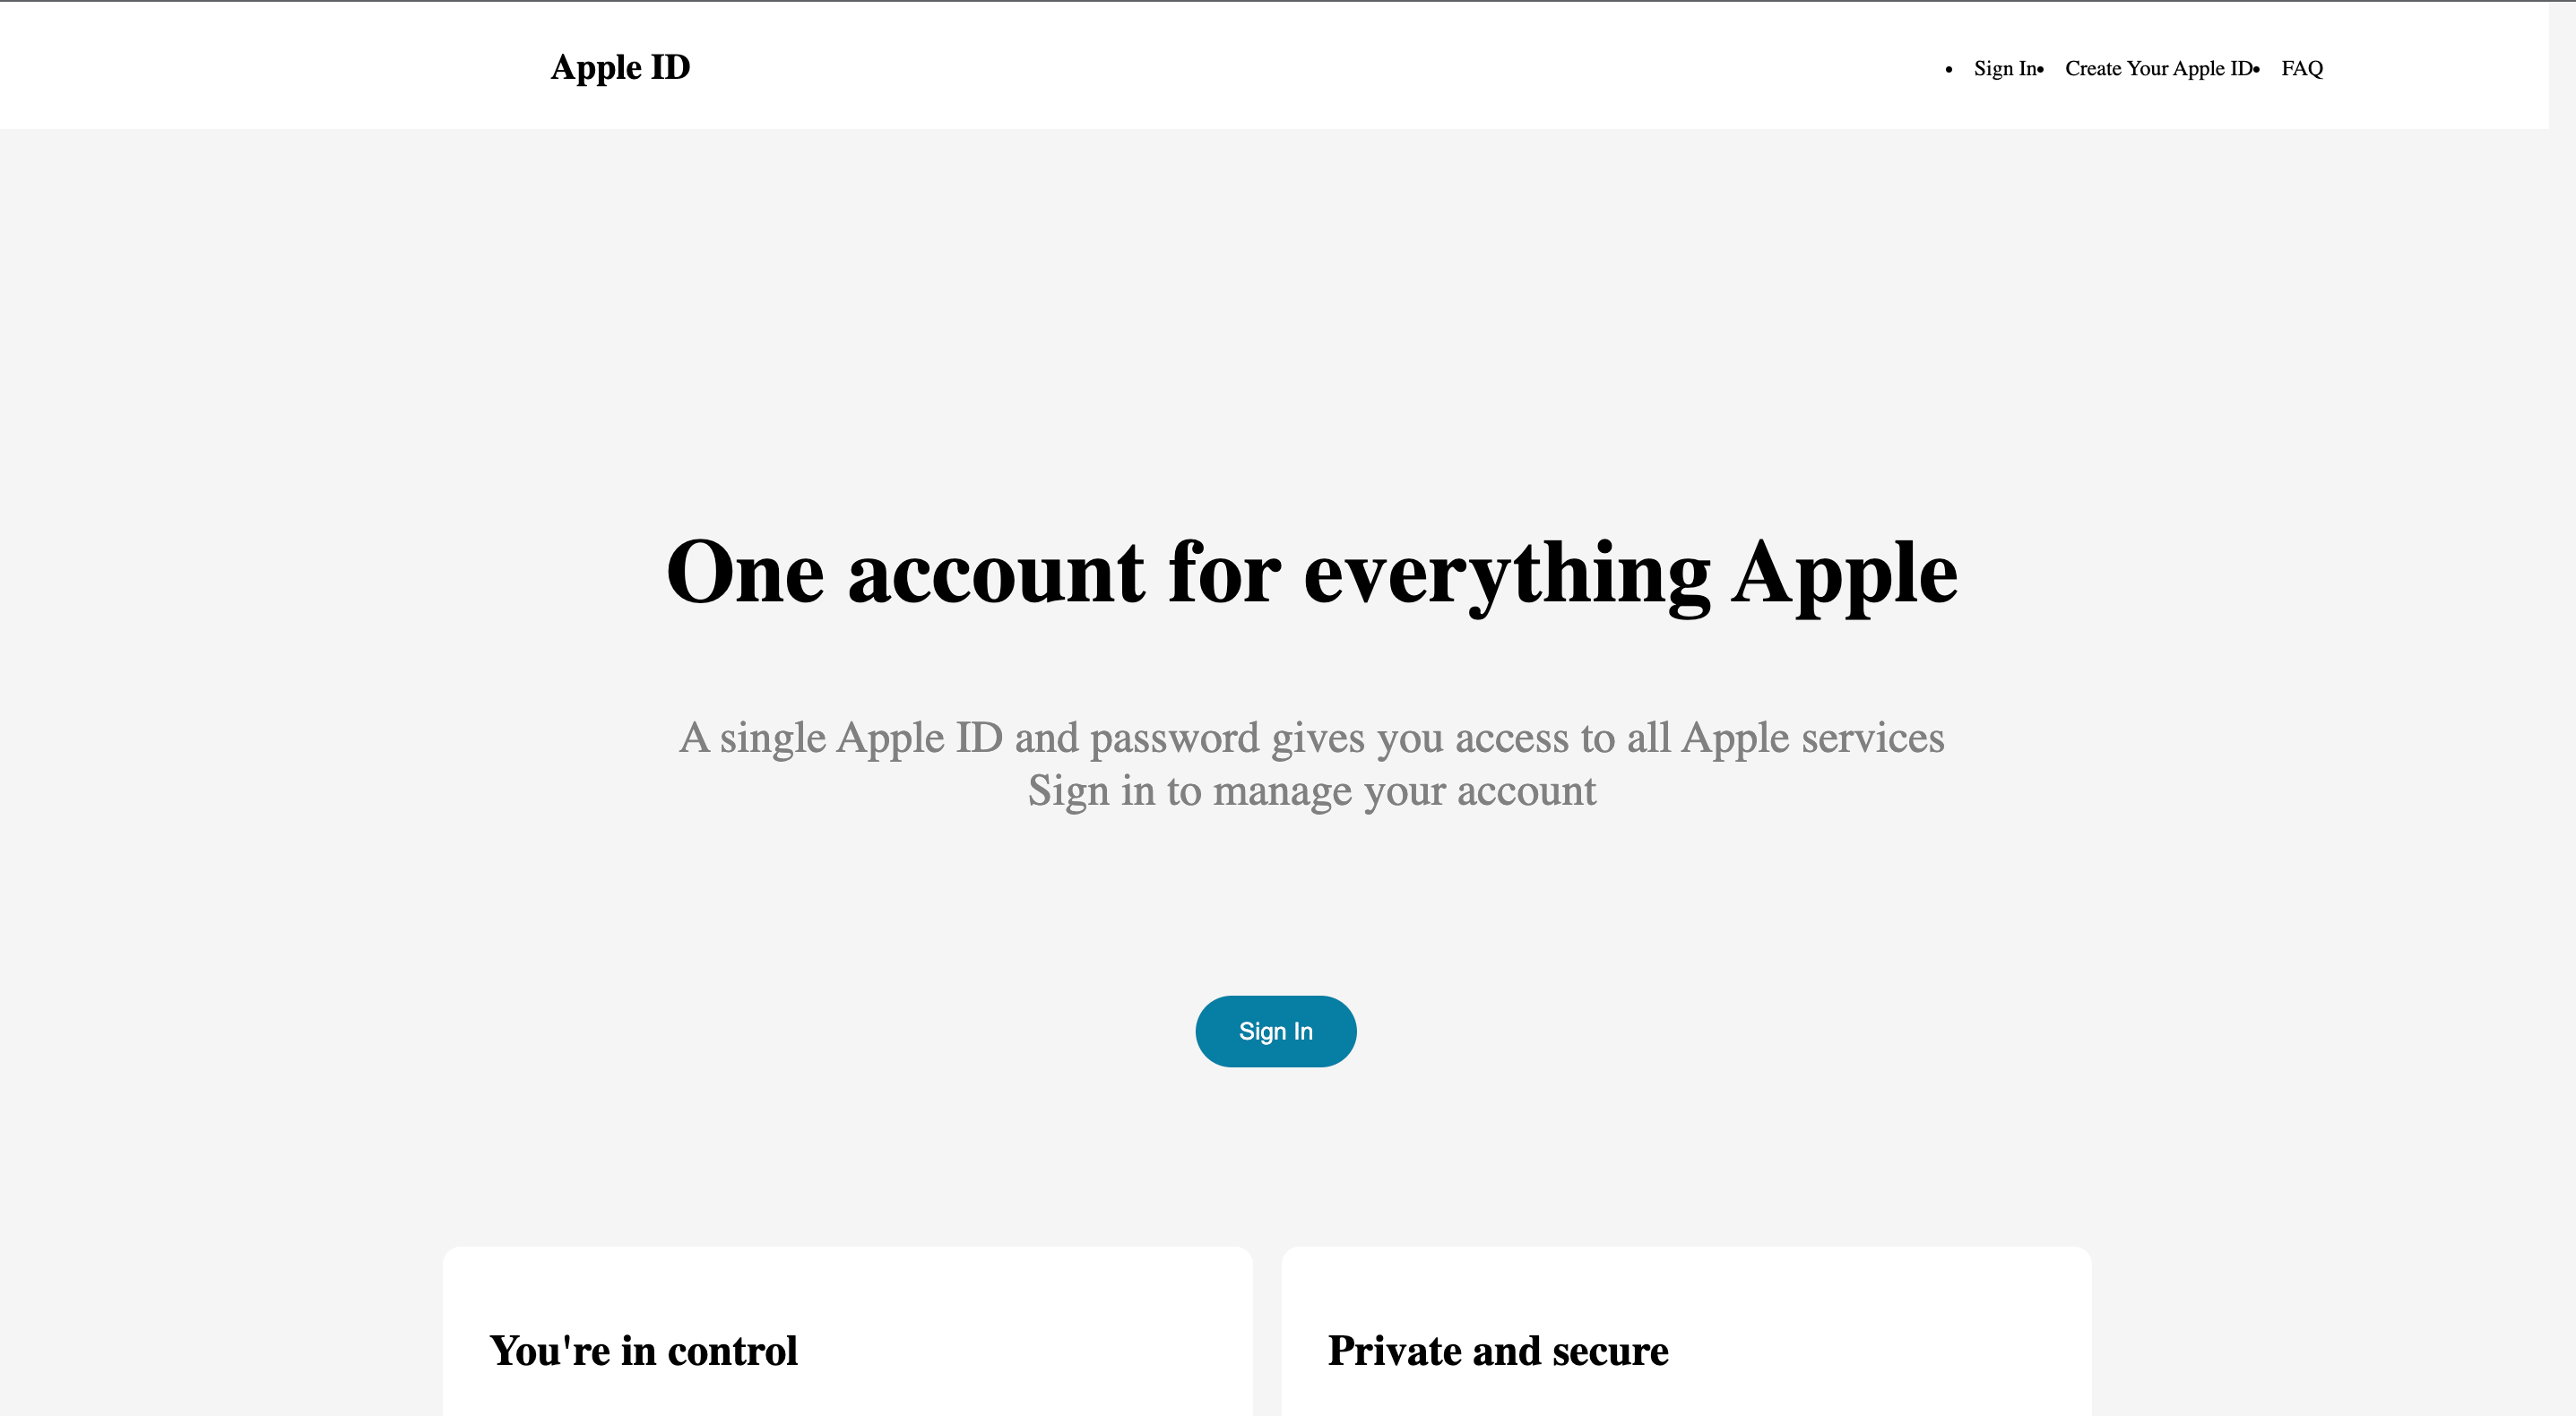 Apple ID
• Sign In• Create Your Apple ID• FAQ
One account for everything Apple
A single Apple ID and password gives you access to all Apple services
Sign in to manage your account
Sign In
You're in control
Private and secure